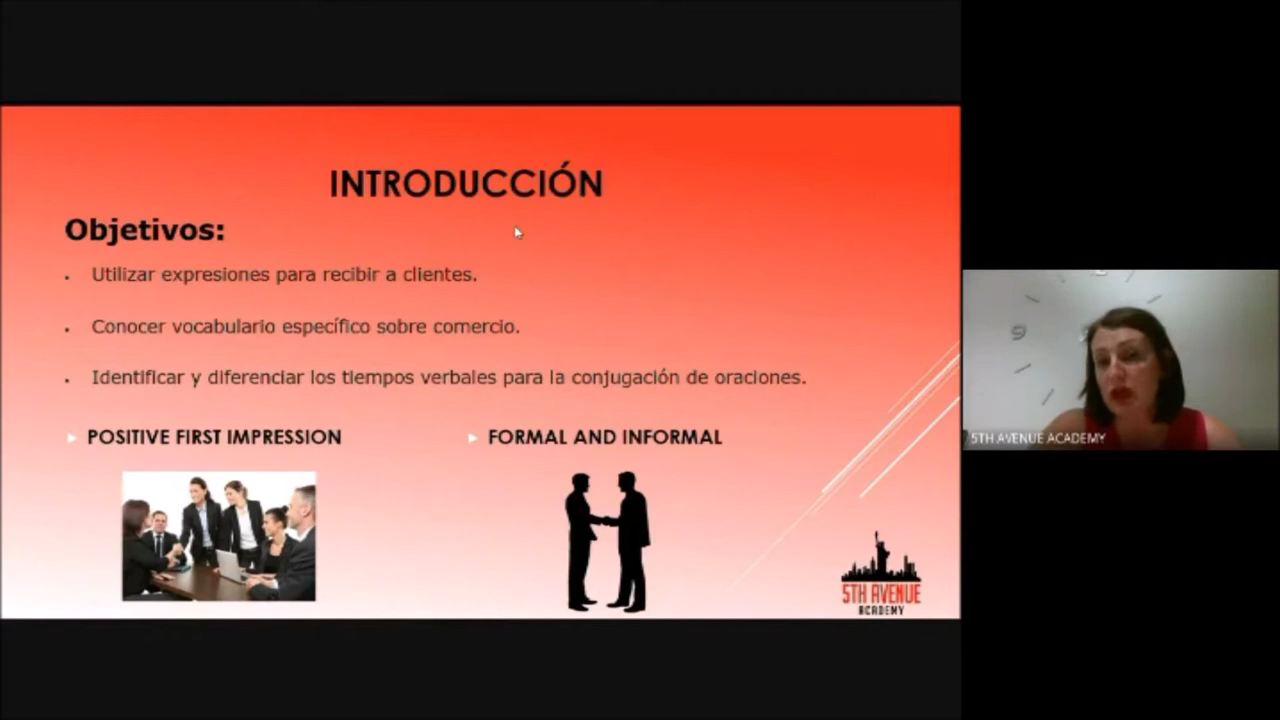 INTRODUCCIÓN
Objetivos:
• Utilizar expresiones para recibir a clientes.
• Conocer vocabulario específico sobre comercio.
• Identificar y diferenciar los tiempos verbales para la conjugación de oraciones.
POSITIVE FIRST IMPRESSION
FORMAL AND INFORMAL
5TH AVENUE
ACADEMY
9
5TH AVENUE ACADEMY